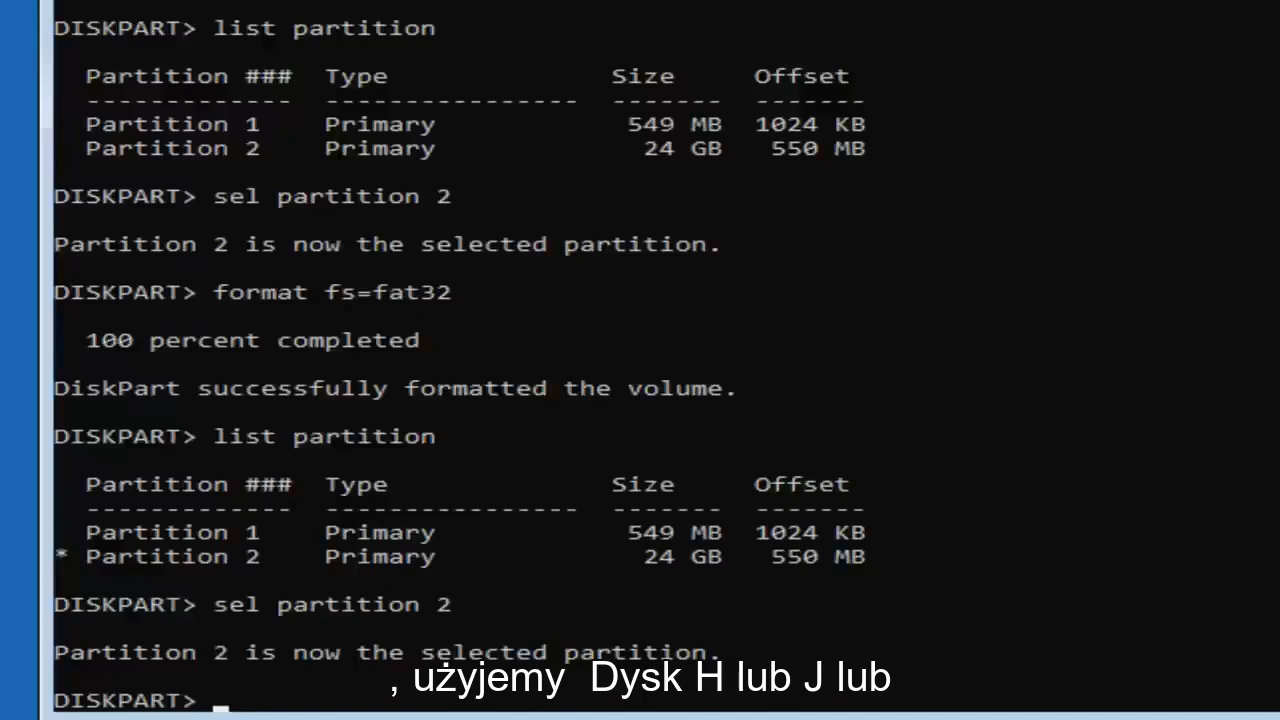 DISKPART> list partition
Partition ### Type Size Offset
------------- ---------------- ------- -------
Partition 1 Primary 549 MB 1024 KB
Partition 2 Primary 24 GB 550 MB
DISKPART> sel partition 2
Partition 2 is now the selected partition.
DISKPART> format fs=fat32
100 percent completed
DiskPart successfully formatted the volume.
DISKPART> list partition
Partition ### Type Size Offset
------------- ---------------- ------- -------
Partition 1 Primary 549 MB 1024 KB
* Partition 2 Primary 24 GB 550 MB
DISKPART> sel partition 2
Partition 2 is now the selected partition.
, użyjemy Dysk H lub J lub
DISKPART>